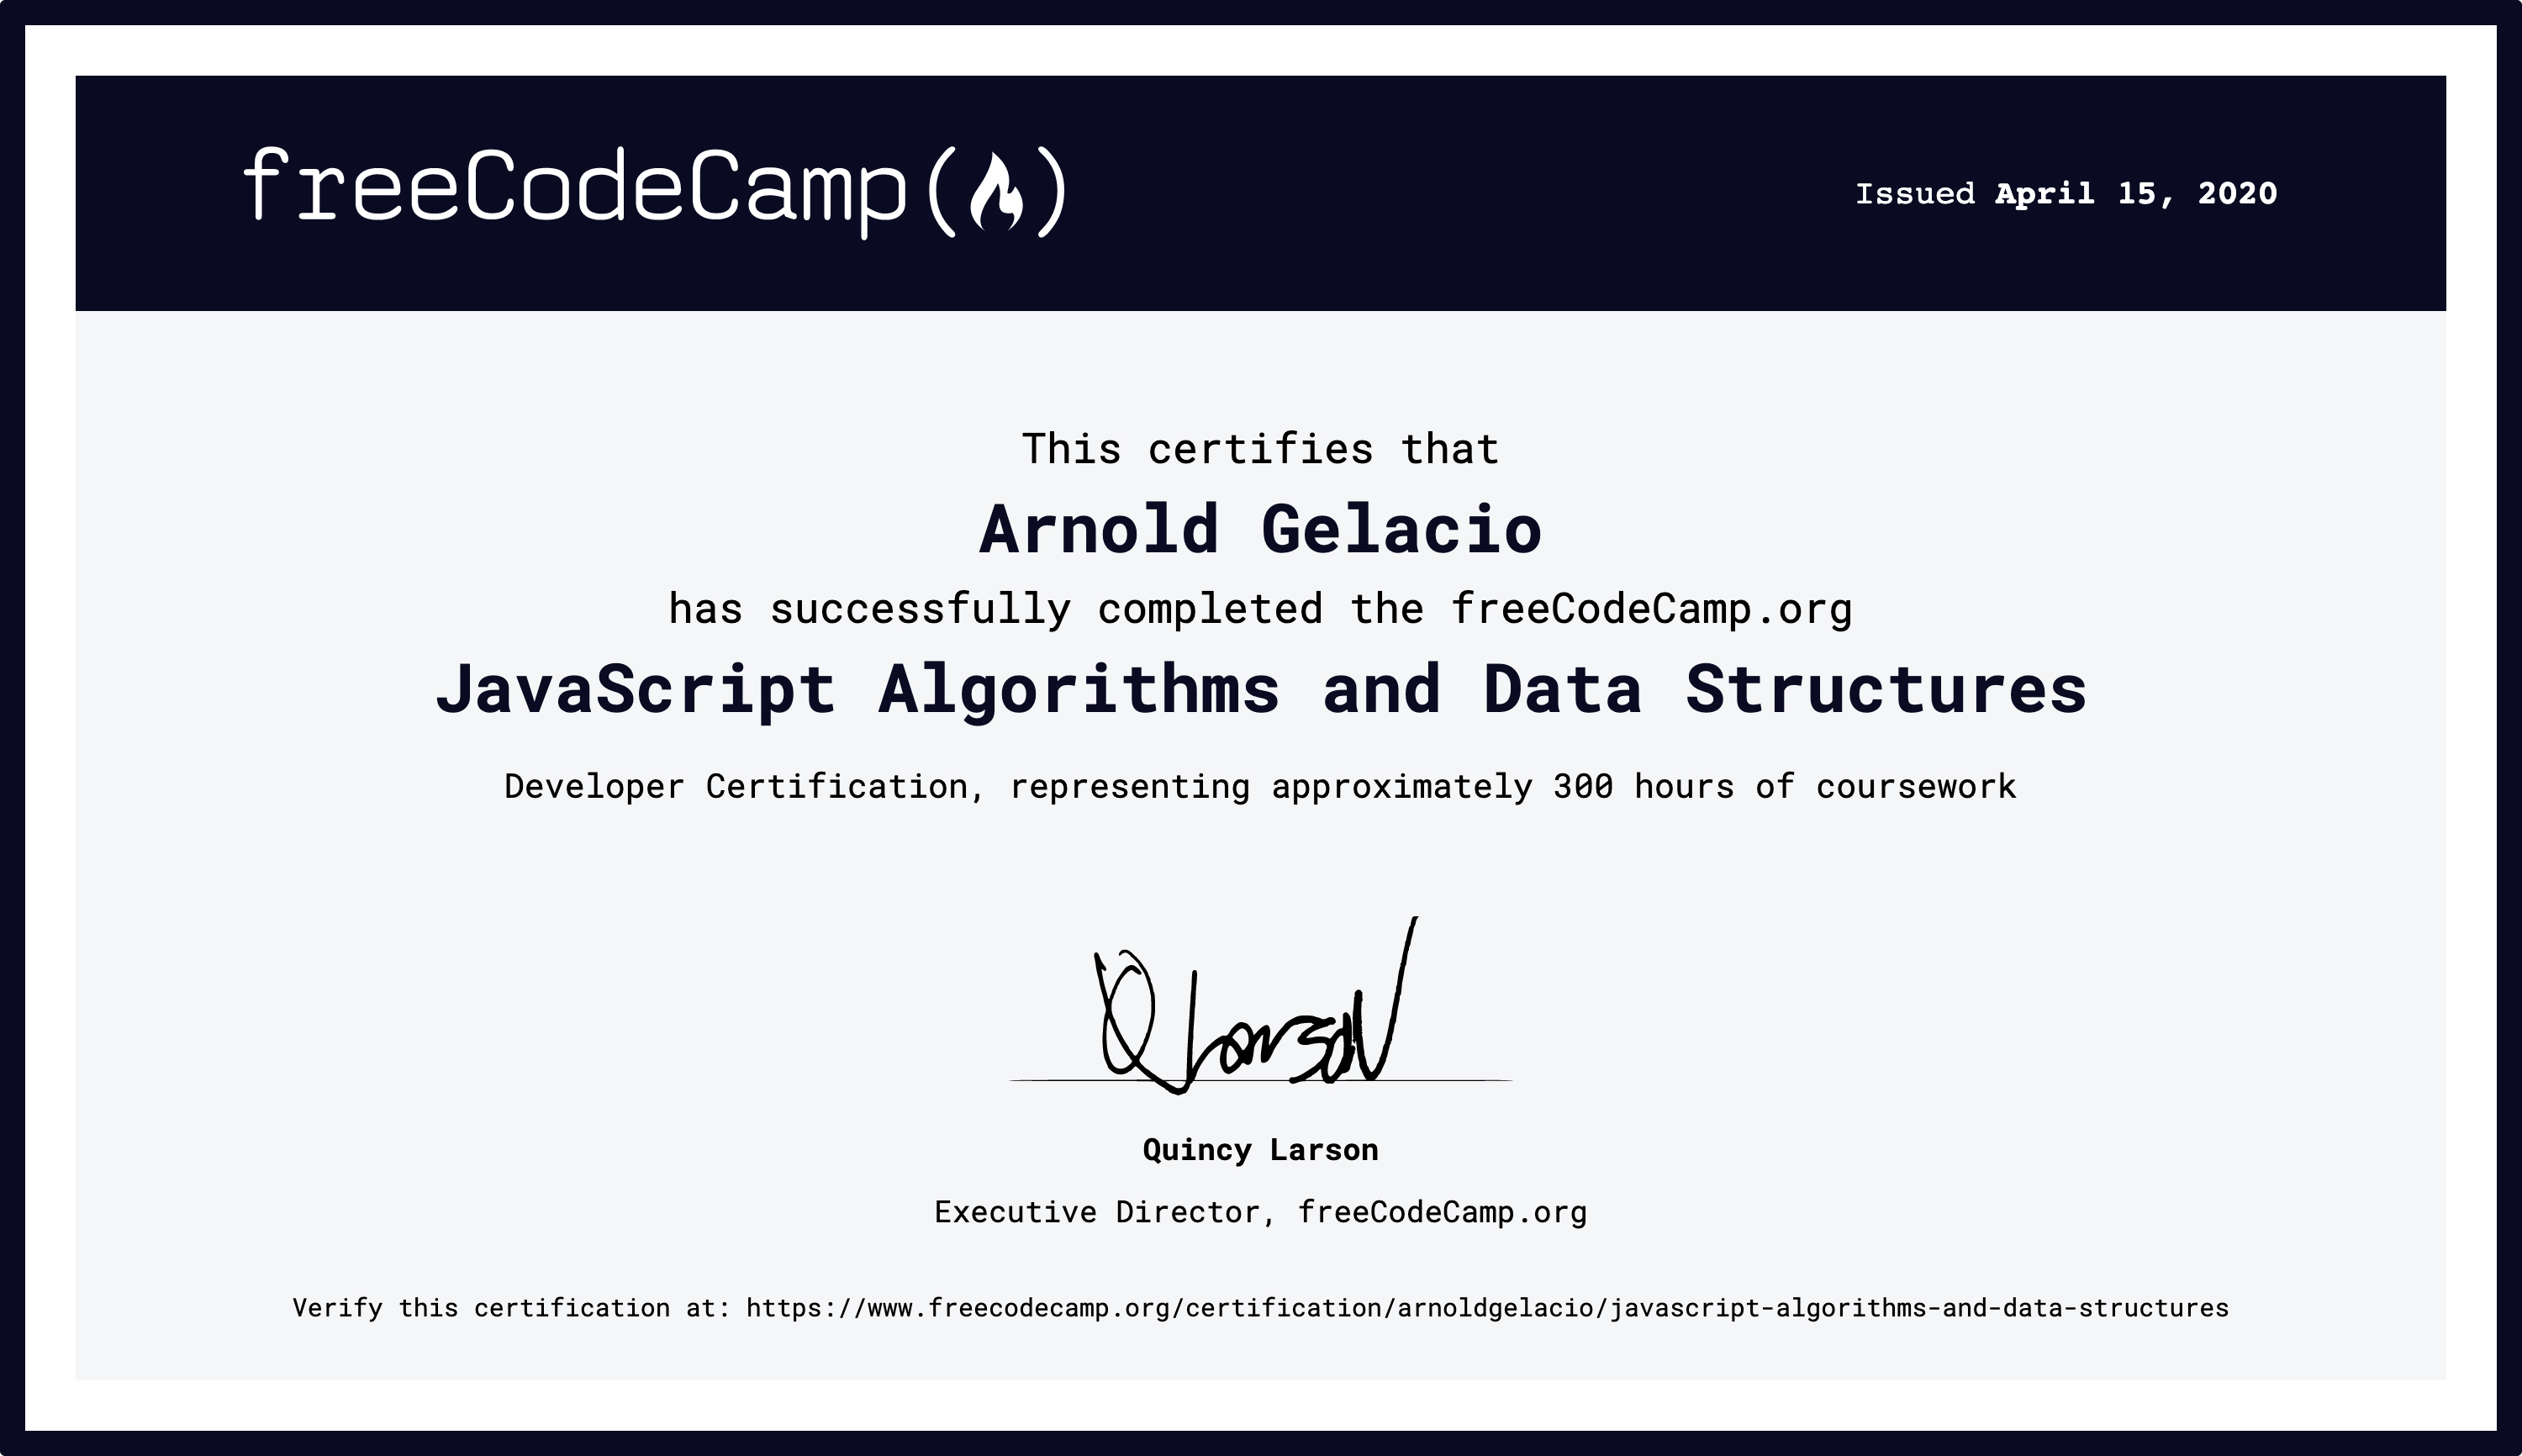 freeCodeCamp(🔥)
Issued April 15, 2020
This certifies that
Arnold Gelacio
has successfully completed the freeCodeCamp.org
JavaScript Algorithms and Data Structures
Developer Certification, representing approximately 300 hours of coursework
QLarson
Quincy Larson
Executive Director, freeCodeCamp.org
Verify this certification at: https://www.freecodecamp.org/certification/arnoldgelacio/javascript-algorithms-and-data-structures